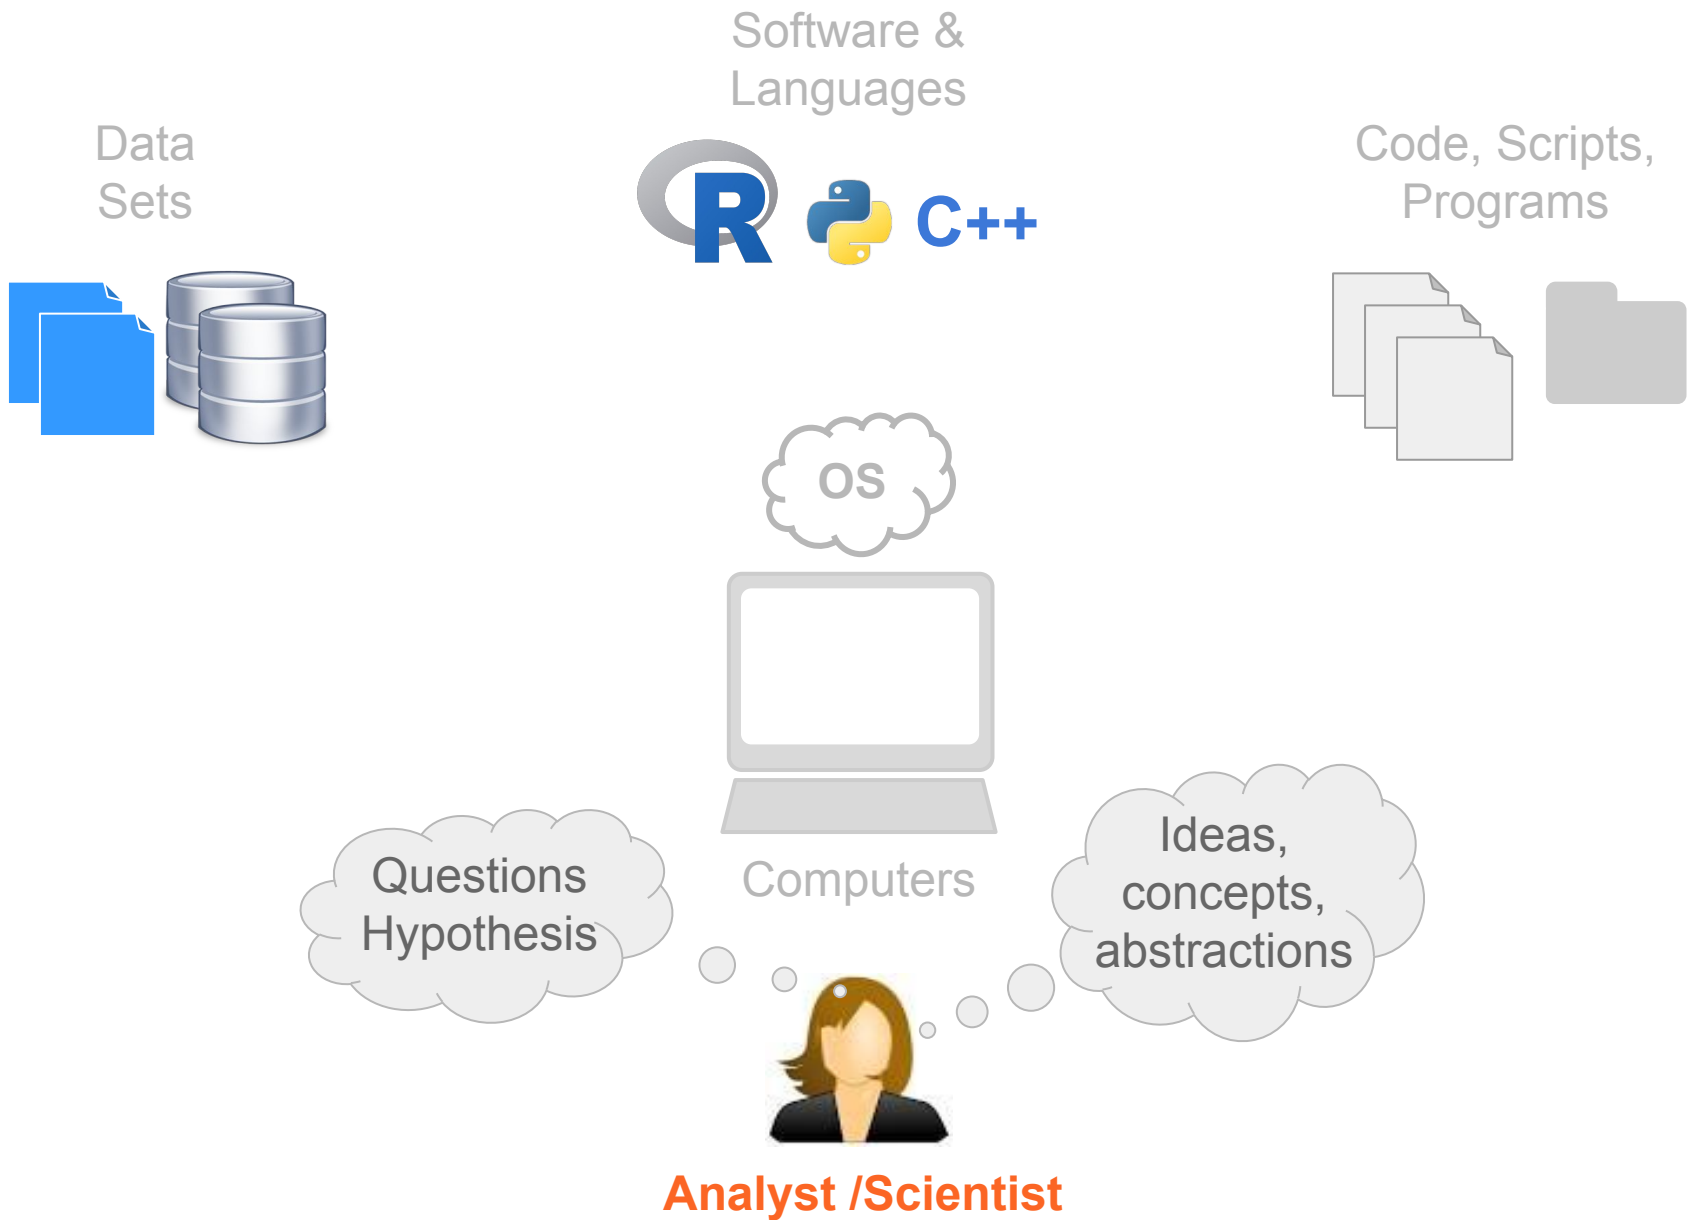 Software &
Languages
Data
Sets
R
C++
Code, Scripts,
Programs
OS
Computers
Questions
Hypothesis
Ideas,
concepts,
abstractions
Analyst /Scientist